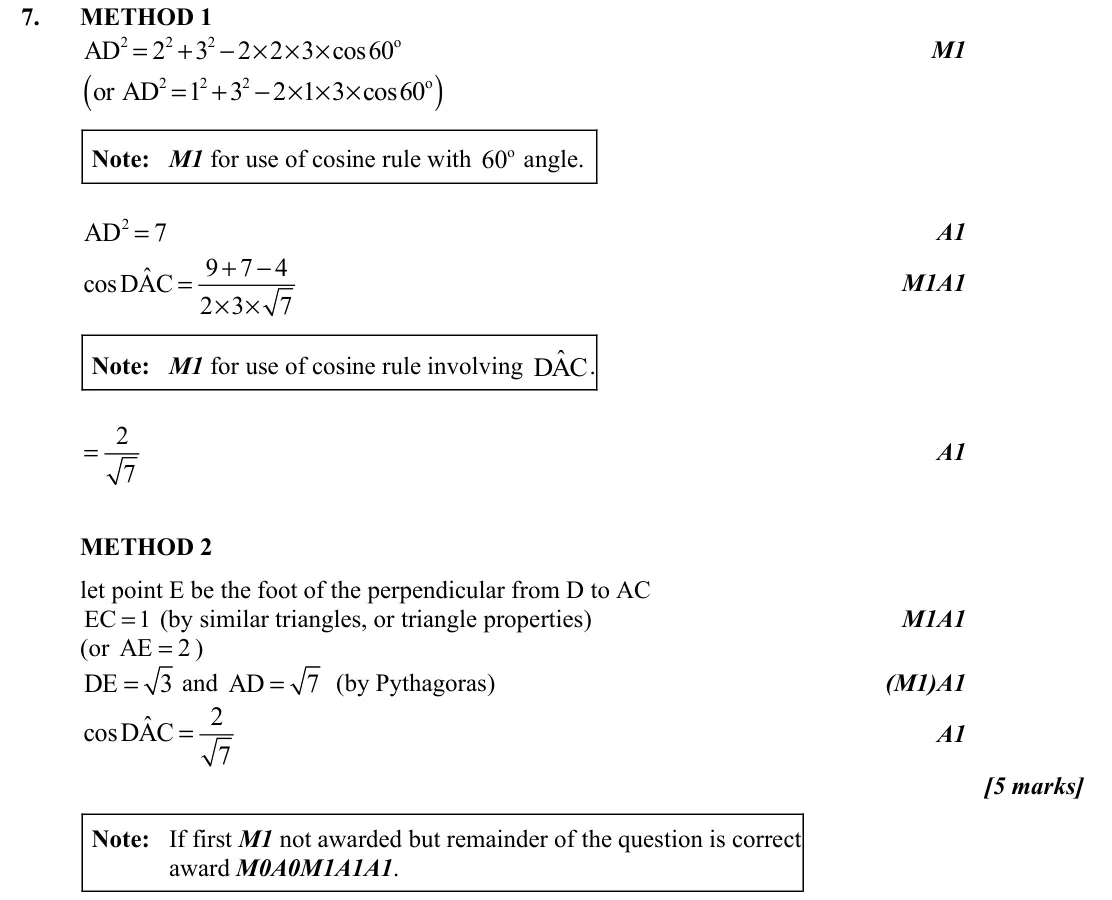 7. METHOD 1
AD² = 2² + 3² − 2×2×3×cos 60° M1
(or AD² = 1² + 3² − 2×1×3×cos 60°)
Note: M1 for use of cosine rule with 60° angle.
AD² = 7 A1
cos DÂC = (9+7−4)/(2×3×√7) M1A1
Note: M1 for use of cosine rule involving DÂC.
= 2/√7 A1
METHOD 2
let point E be the foot of the perpendicular from D to AC
EC = 1 (by similar triangles, or triangle properties) M1A1
(or AE = 2 )
DE = √3 and AD = √7 (by Pythagoras) (M1)A1
cos DÂC = 2/√7 A1
[5 marks]
Note: If first M1 not awarded but remainder of the question is correct
award M0A0M1A1A1.